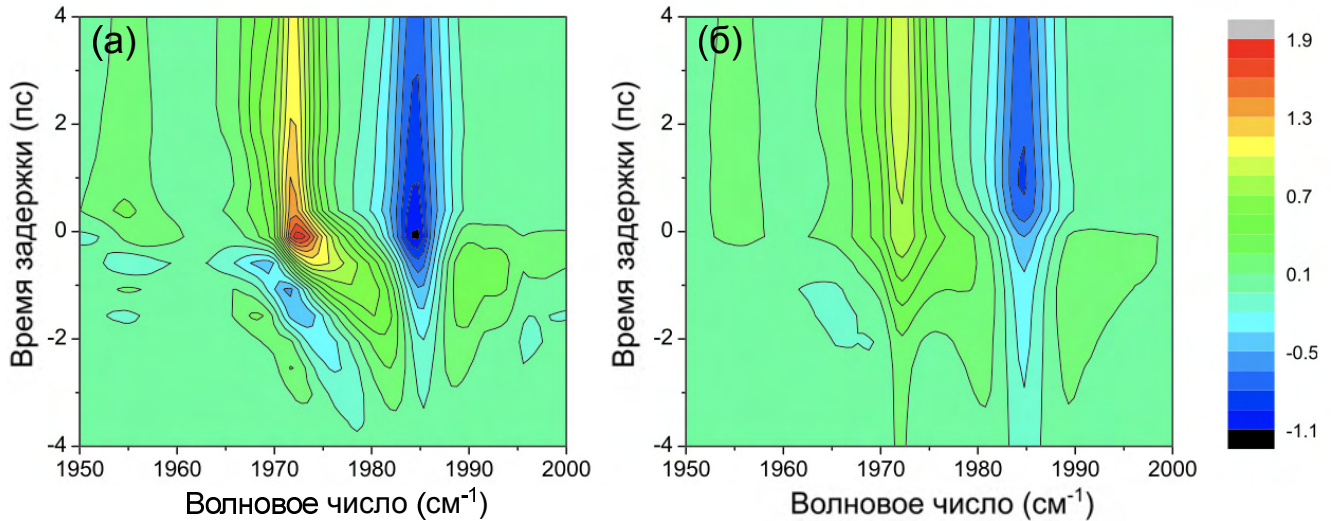 (а)
4
2
0
-2
-4
Время задержки (пс)
1950 1960 1970 1980 1990 2000
Волновое число (см-1)
(б)
4
2
0
-2
-4
Время задержки (пс)
1950 1960 1970 1980 1990 2000
Волновое число (см-1)
1.9
1.3
0.7
0.1
-0.5
-1.1